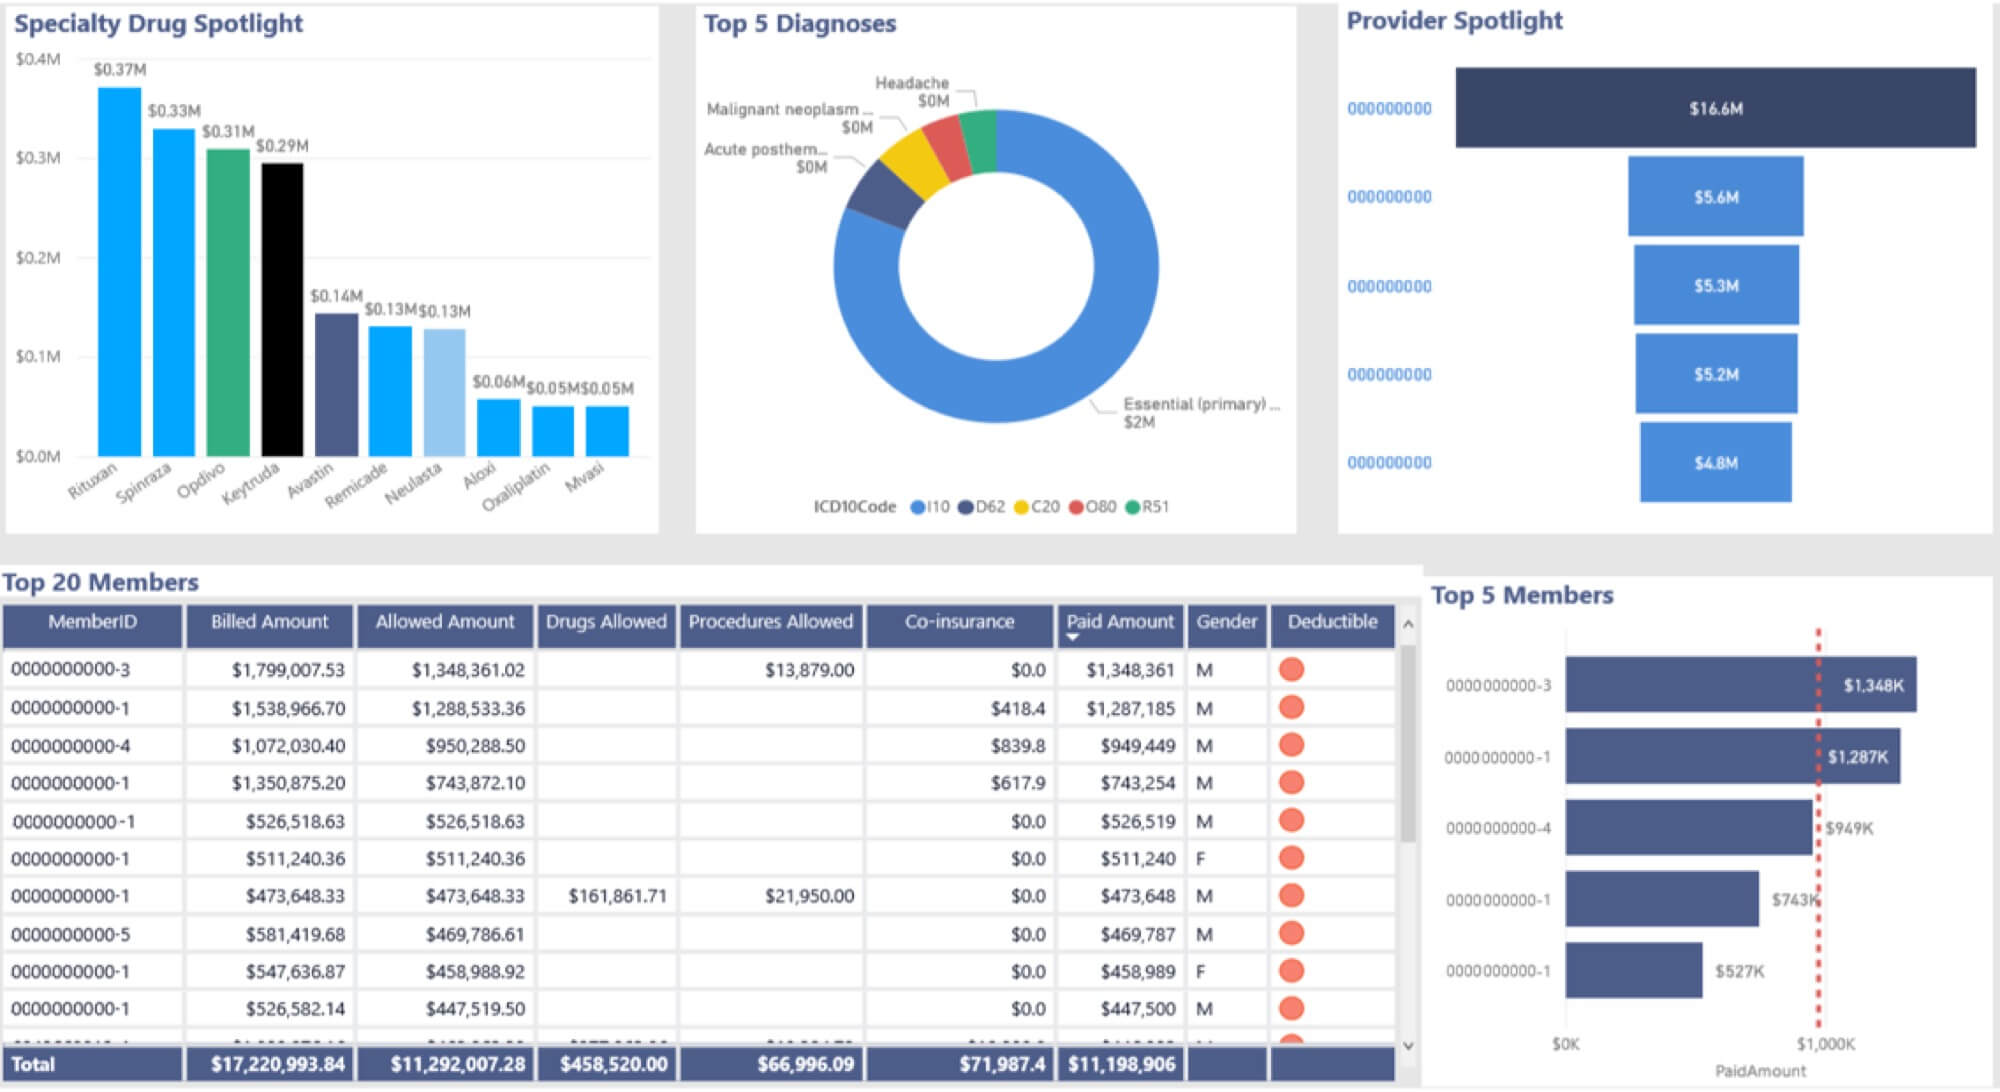 Specialty Drug Spotlight
$0.4M
$0.3M
$0.2M
$0.1M
$0.0M
$0.37M
$0.33M
$0.31M
$0.29M
$0.14M
$0.13M
$0.13M
$0.06M
$0.05M
$0.05M
Rituxan
Spinraza
Opdivo
Keytruda
Avastin
Remicade
Neulasta
Aloxi
Oxaliplatin
Mvasi
Top 5 Diagnoses
Headache
$0M
Malignant neoplasm ...
$0M
Acute posthem...
$0M
Essential (primary) ...
$2M
ICD10Code I10 D62 C20 O80 R51
Provider Spotlight
000000000 $16.6M
000000000 $5.6M
000000000 $5.3M
000000000 $5.2M
000000000 $4.8M
Top 20 Members
MemberID Billed Amount Allowed Amount Drugs Allowed Procedures Allowed Co-insurance Paid Amount Gender Deductible
0000000000-3 $1,799,007.53 $1,348,361.02 $13,879.00 $0.0 $1,348,361 M
0000000000-1 $1,538,966.70 $1,288,533.36 $418.4 $1,287,185 M
0000000000-4 $1,072,030.40 $950,288.50 $839.8 $949,449 M
0000000000-1 $1,350,875.20 $743,872.10 $617.9 $743,254 M
0000000000-1 $526,518.63 $526,518.63 $0.0 $526,519 M
0000000000-1 $511,240.36 $511,240.36 $0.0 $511,240 F
0000000000-1 $473,648.33 $473,648.33 $161,861.71 $21,950.00 $0.0 $473,648 M
0000000000-5 $581,419.68 $469,786.61 $0.0 $469,787 M
0000000000-1 $547,636.87 $458,988.92 $0.0 $458,989 F
0000000000-1 $526,582.14 $447,519.50 $0.0 $447,500 M
Total $17,220,993.84 $11,292,007.28 $458,520.00 $66,996.09 $71,987.4 $11,198,906
Top 5 Members
0000000000-3 $1,348K
0000000000-1 $1,287K
0000000000-4 $949K
0000000000-1 $743K
0000000000-1 $527K
$0K $1,000K
PaidAmount